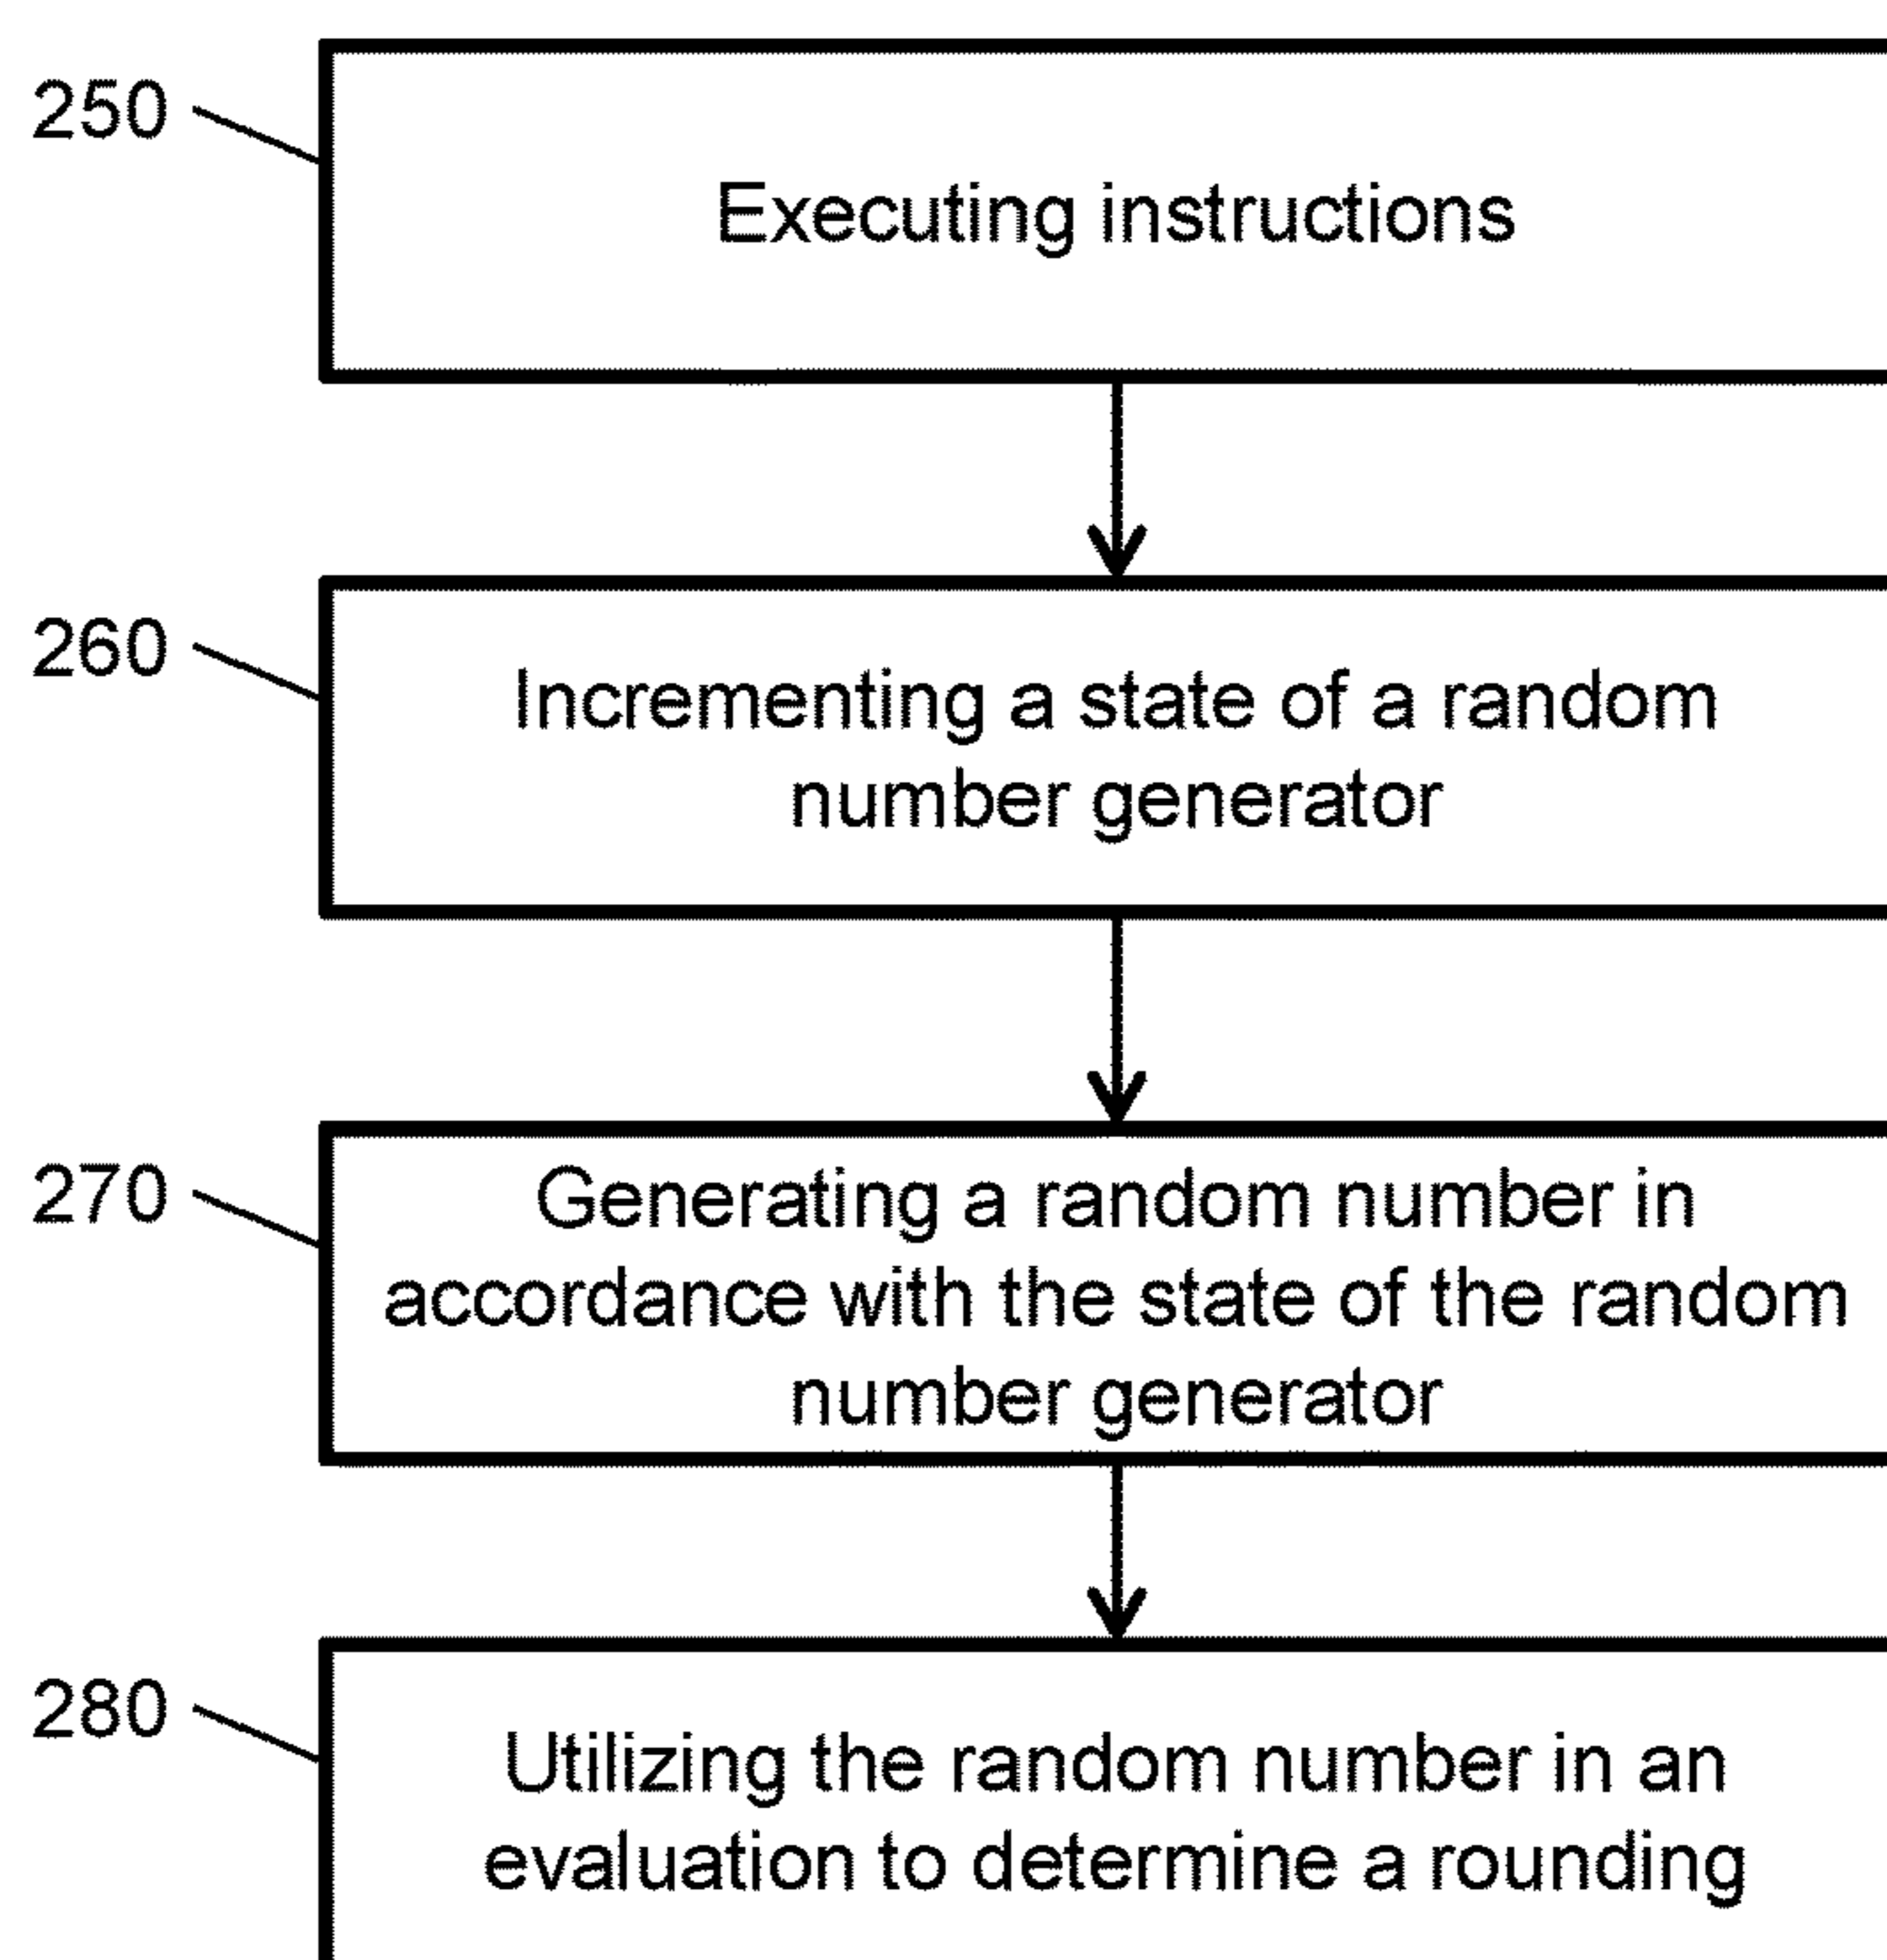 250
Executing instructions
260
Incrementing a state of a random
number generator
270
Generating a random number in
accordance with the state of the random
number generator
280
Utilizing the random number in an
evaluation to determine a rounding